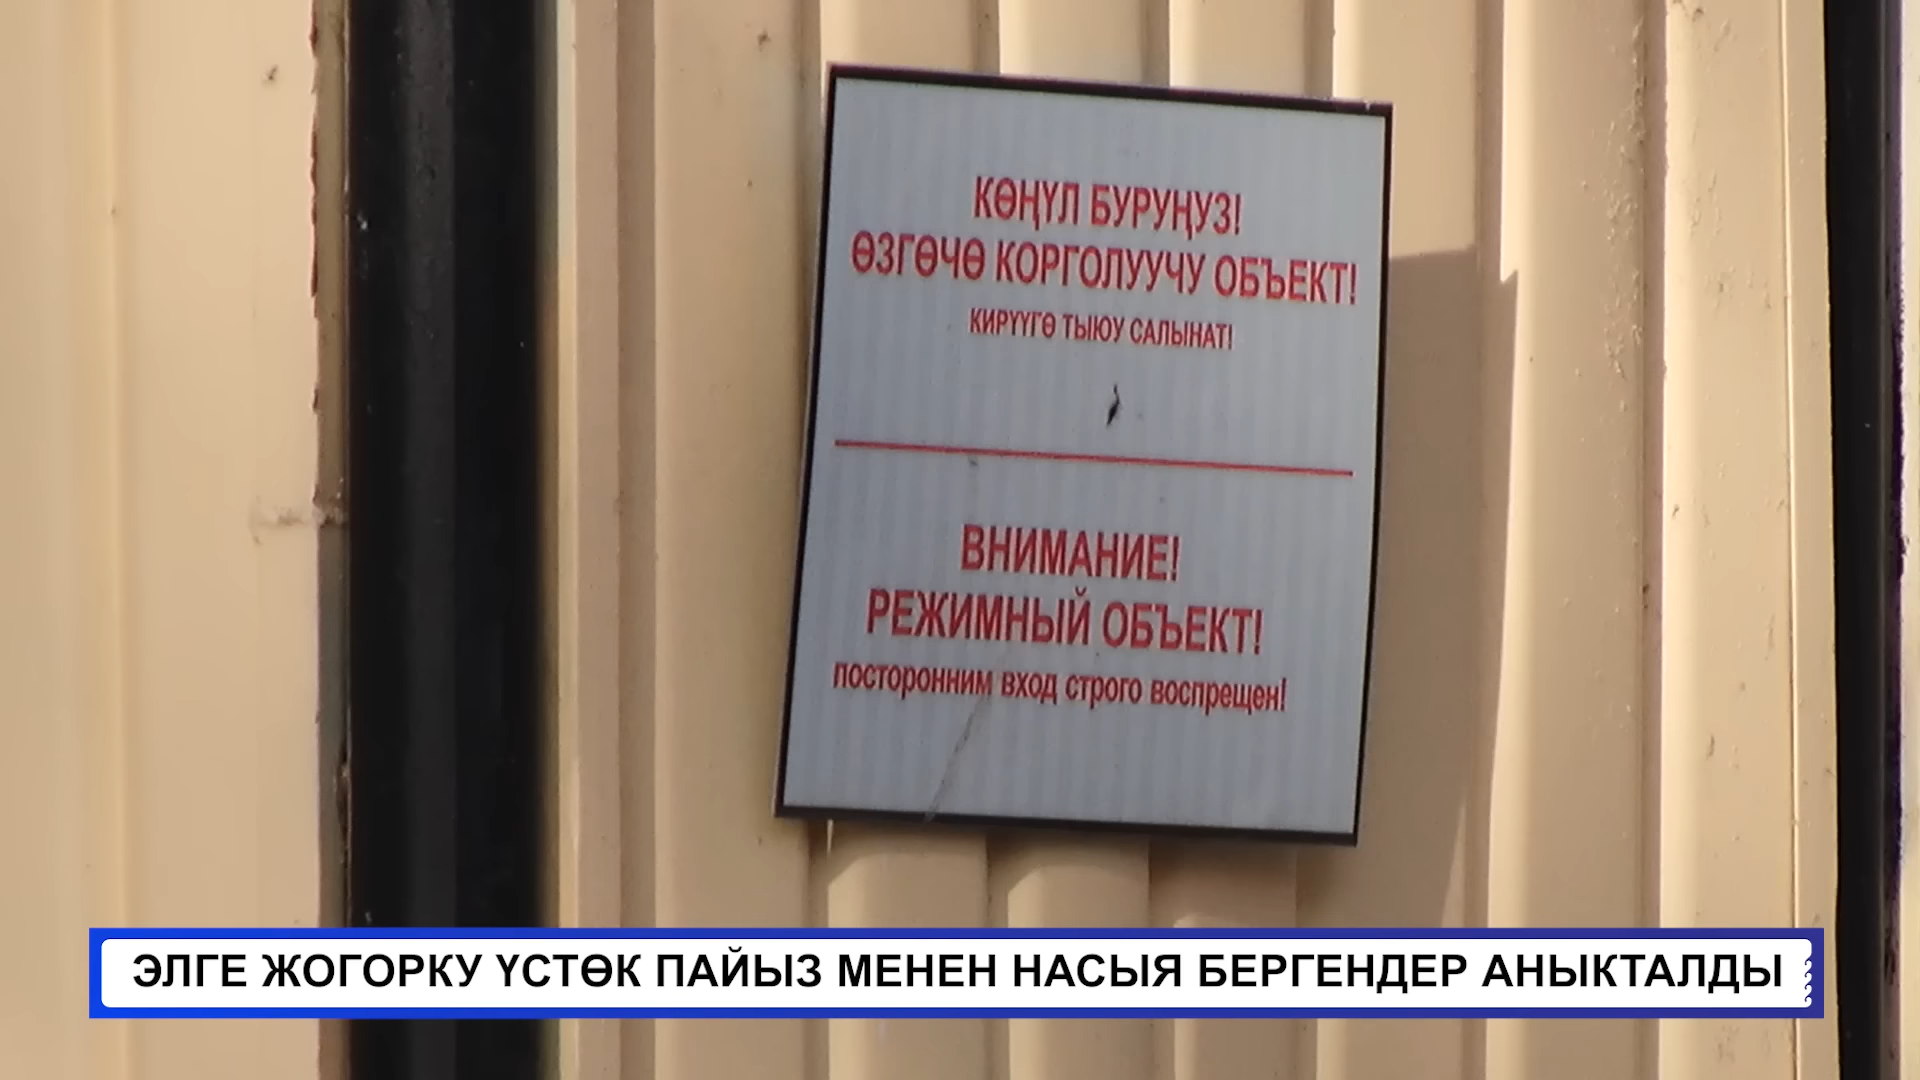 КӨҢҮЛ БУРУҢУЗ!
ӨЗГӨЧӨ КОРГОЛУУЧУ ОБЪЕКТ!
КИРҮҮГӨ ТЫЮУ САЛЫНАТ!
ВНИМАНИЕ!
РЕЖИМНЫЙ ОБЪЕКТ!
посторонним вход строго воспрещен!
ЭЛГЕ ЖОГОРКУ ҮСТӨК ПАЙЫЗ МЕНЕН НАСЫЯ БЕРГЕНДЕР АНЫКТАЛДЫ